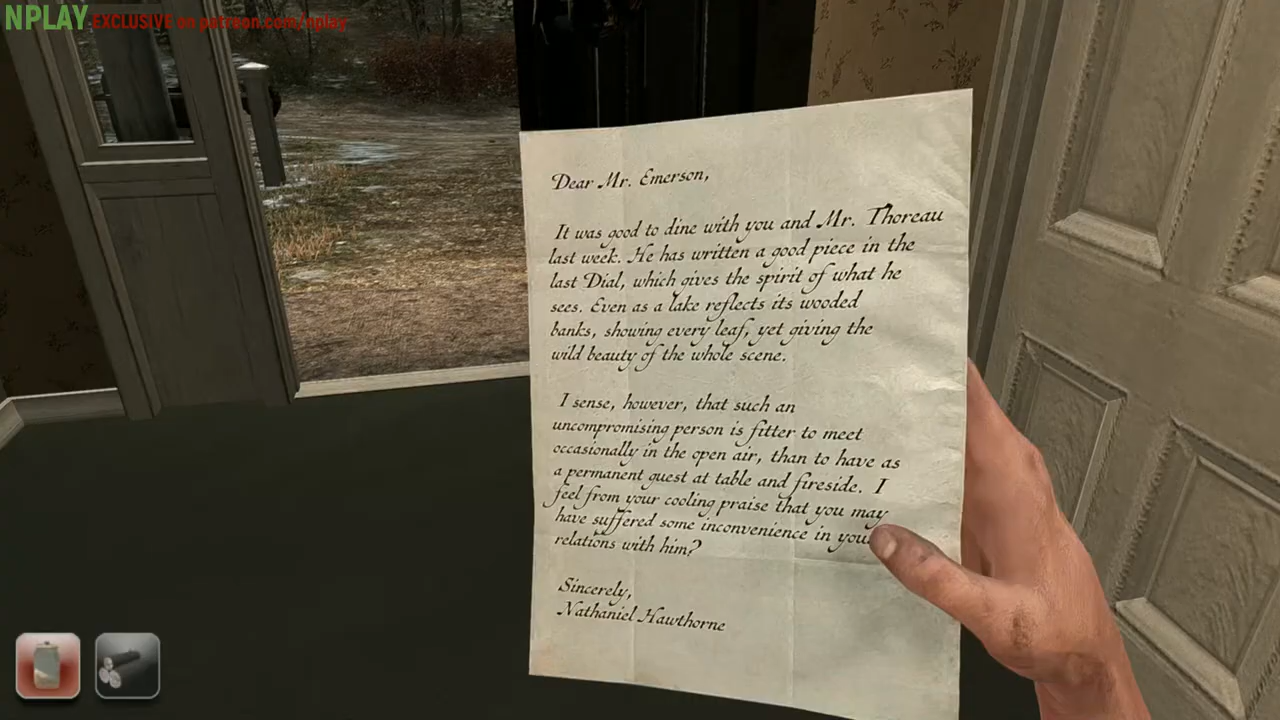 NPLAY EXCLUSIVE on patreon.com/nplay
Dear Mr. Emerson,
It was good to dine with you and Mr. Thoreau
last week. He has written a good piece in the
last Dial, which gives the spirit of what he
sees. Even as a lake reflects its wooded
banks, showing every leaf, yet giving the
wild beauty of the whole scene.
I sense, however, that such an
uncompromising person is fitter to meet
occasionally in the open air, than to have as
a permanent guest at table and fireside. I
feel from your cooling praise that you may
have suffered some inconvenience in your
relations with him?
Sincerely,
Nathaniel Hawthorne